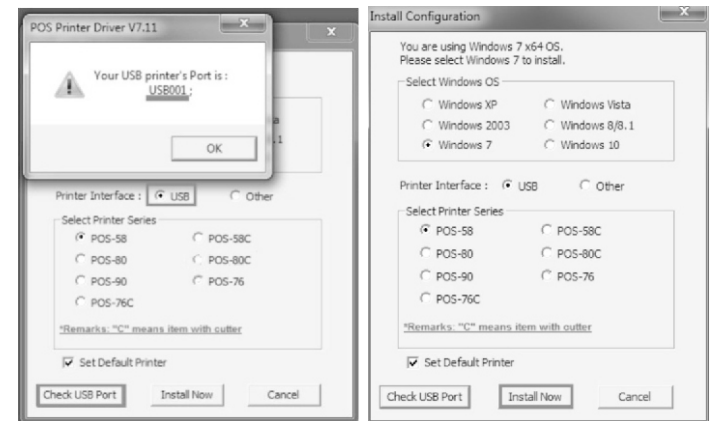 POS Printer Driver V7.11
x
x
Your USB printer's Port is :
USB001 ;
OK
a
.1
Printer Interface :
USB
Other
Select Printer Series
POS-58
POS-58C
POS-80
POS-80C
POS-90
POS-76
POS-76C
*Remarks: "C" means item with cutter
Set Default Printer
Check USB Port
Install Now
Cancel
Install Configuration
x
You are using Windows 7 x64 OS.
Please select Windows 7 to install.
Select Windows OS
Windows XP
Windows Vista
Windows 2003
Windows 8/8.1
Windows 7
Windows 10
Printer Interface :
USB
Other
Select Printer Series
POS-58
POS-58C
POS-80
POS-80C
POS-90
POS-76
POS-76C
*Remarks: "C" means item with cutter
Set Default Printer
Check USB Port
Install Now
Cancel